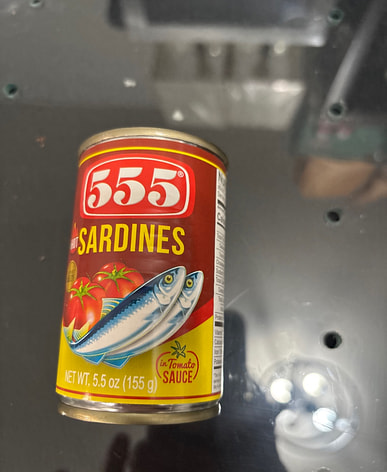 555®
SARDINES
in Tomato
SAUCE
NET WT. 5.5 oz (155 g)